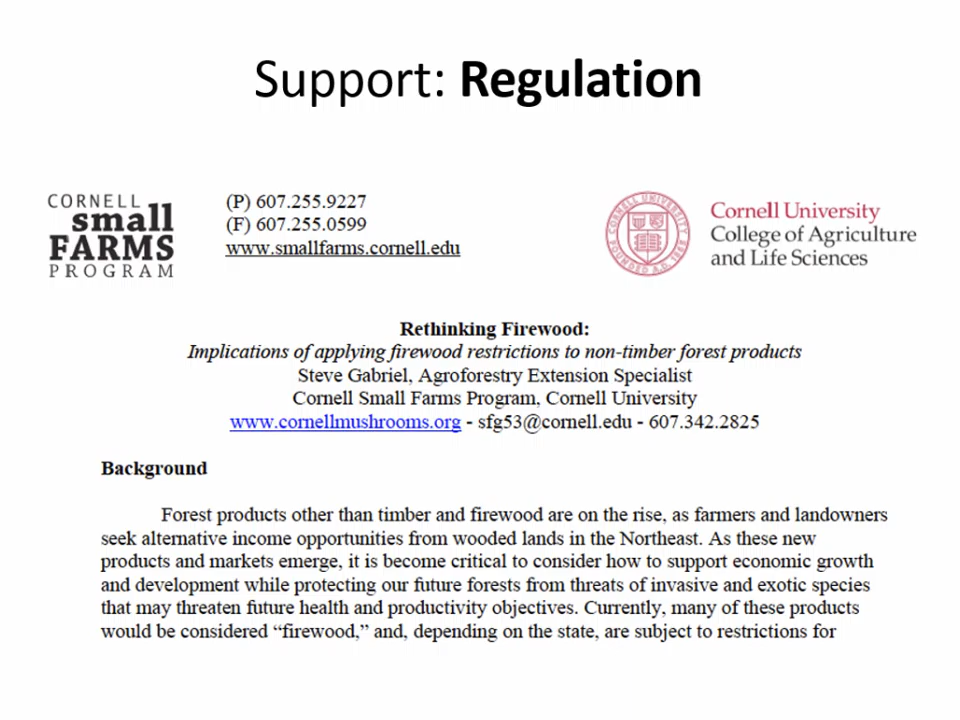 Support: Regulation
CORNELL
small
FARMS
PROGRAM
(P) 607.255.9227
(F) 607.255.0599
www.smallfarms.cornell.edu
CORNELL UNIVERSITY
FOUNDED A.D. 1865
Cornell University
College of Agriculture
and Life Sciences
Rethinking Firewood:
Implications of applying firewood restrictions to non-timber forest products
Steve Gabriel, Agroforestry Extension Specialist
Cornell Small Farms Program, Cornell University
www.cornellmushrooms.org - sfg53@cornell.edu - 607.342.2825
Background
Forest products other than timber and firewood are on the rise, as farmers and landowners
seek alternative income opportunities from wooded lands in the Northeast. As these new
products and markets emerge, it is become critical to consider how to support economic growth
and development while protecting our future forests from threats of invasive and exotic species
that may threaten future health and productivity objectives. Currently, many of these products
would be considered “firewood,” and, depending on the state, are subject to restrictions for